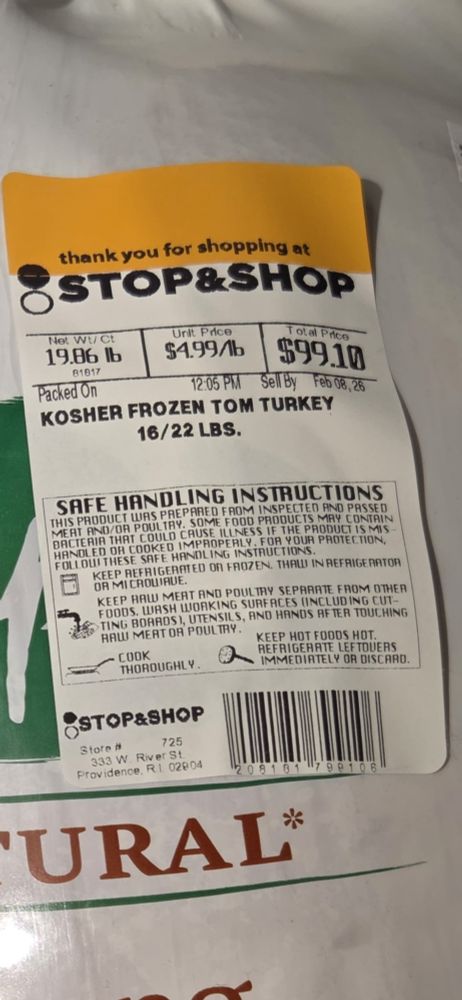 thank you for shopping at
STOP&SHOP
Net Wt/Ct
Unit Price
Total Price
19.86 lb
$4.99/lb
$99.10
81817
Packed On
12:05 PM
Sell By
Feb 08, 26
KOSHER FROZEN TOM TURKEY
16/22 LBS.
SAFE HANDLING INSTRUCTIONS
THIS PRODUCT WAS PREPARED FROM INSPECTED AND PASSED
MEAT AND/OR POULTRY. SOME FOOD PRODUCTS MAY CONTAIN
BACTERIA THAT COULD CAUSE ILLNESS IF THE PRODUCT IS MIS-
HANDLED OR COOKED IMPROPERLY. FOR YOUR PROTECTION,
FOLLOW THESE SAFE HANDLING INSTRUCTIONS.
KEEP REFRIGERATED OR FROZEN. THAW IN REFRIGERATOR
OR MICROWAVE.
KEEP RAW MEAT AND POULTRY SEPARATE FROM OTHER
FOODS. WASH WORKING SURFACES (INCLUDING CUT-
TING BOARDS), UTENSILS, AND HANDS AFTER TOUCHING
RAW MEAT OR POULTRY.
COOK
THOROUGHLY.
KEEP HOT FOODS HOT.
REFRIGERATE LEFTOVERS
IMMEDIATELY OR DISCARD.
STOP&SHOP
Store # 725
333 W. River St.
Providence, R.I. 02904
TURAL*